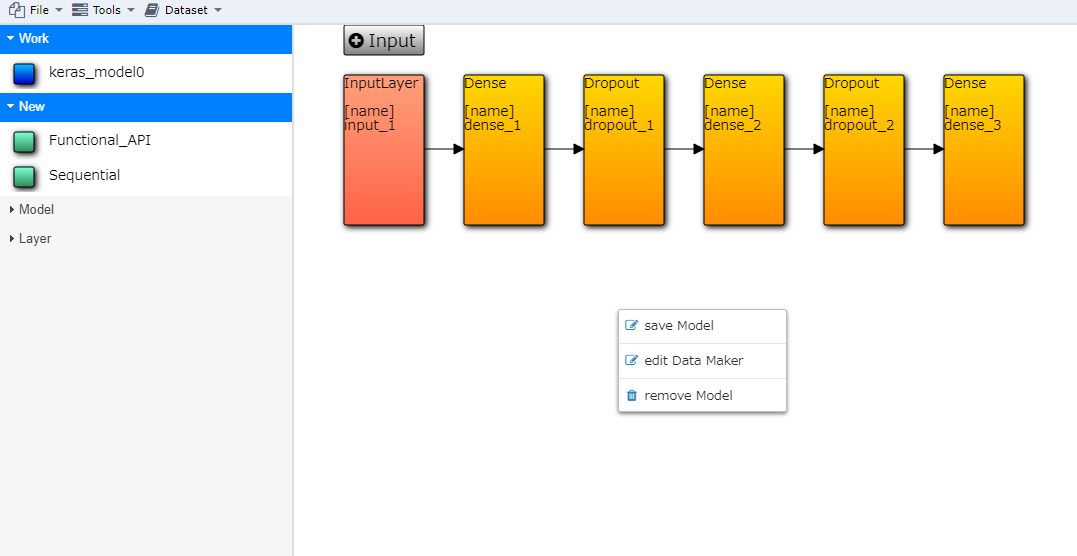 File Tools Dataset
Work
keras_model0
New
Functional_API
Sequential
Model
Layer
Input
InputLayer
[name]
input_1
Dense
[name]
dense_1
Dropout
[name]
dropout_1
Dense
[name]
dense_2
Dropout
[name]
dropout_2
Dense
[name]
dense_3
save Model
edit Data Maker
remove Model